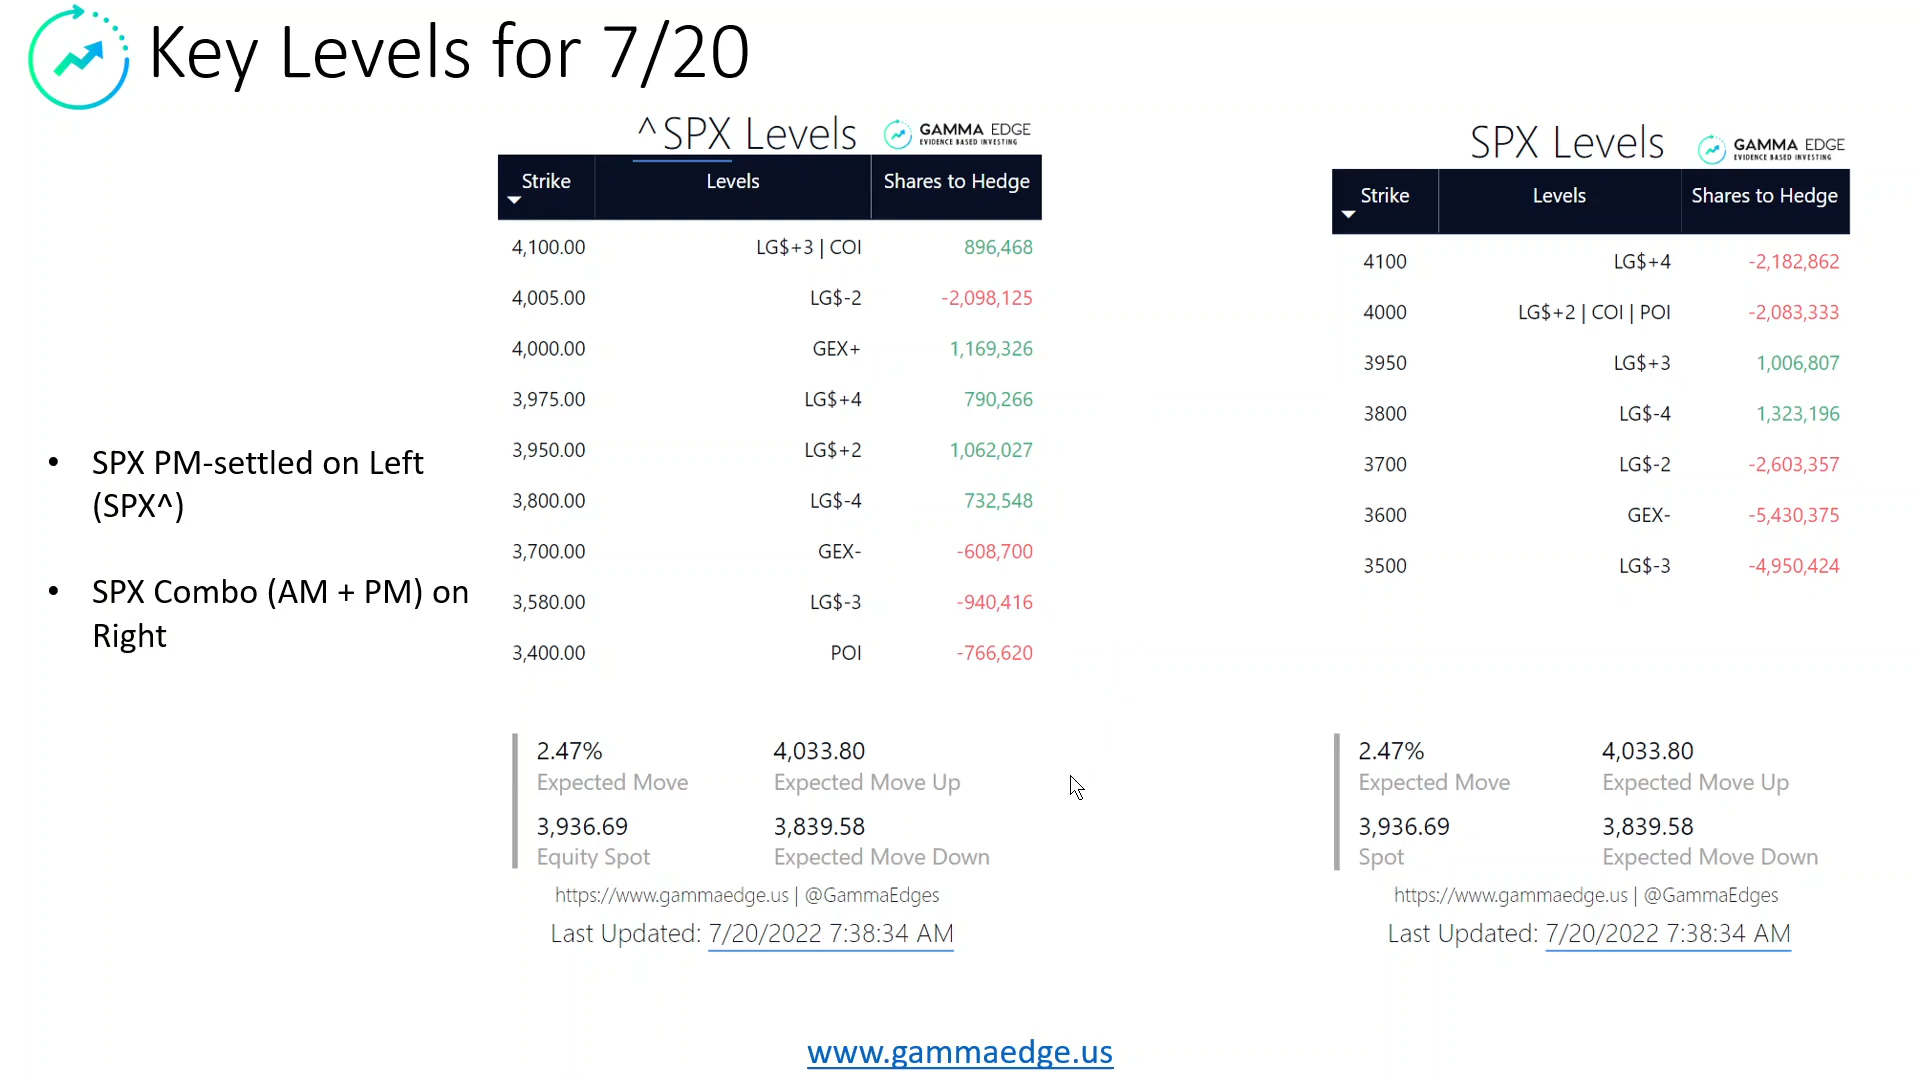 Key Levels for 7/20
^SPX Levels
GAMMA EDGE
EVIDENCE BASED INVESTING
Strike Levels Shares to Hedge
4,100.00 LG$+3 | COI 896,468
4,005.00 LG$-2 -2,098,125
4,000.00 GEX+ 1,169,326
3,975.00 LG$+4 790,266
3,950.00 LG$+2 1,062,027
3,800.00 LG$-4 732,548
3,700.00 GEX- -608,700
3,580.00 LG$-3 -940,416
3,400.00 POI -766,620
SPX Levels
GAMMA EDGE
EVIDENCE BASED INVESTING
Strike Levels Shares to Hedge
4100 LG$+4 -2,182,862
4000 LG$+2 | COI | POI -2,083,333
3950 LG$+3 1,006,807
3800 LG$-4 1,323,196
3700 LG$-2 -2,603,357
3600 GEX- -5,430,375
3500 LG$-3 -4,950,424
• SPX PM-settled on Left
(SPX^)
• SPX Combo (AM + PM) on
Right
2.47% 4,033.80
Expected Move Expected Move Up
3,936.69 3,839.58
Equity Spot Expected Move Down
https://www.gammaedge.us | @GammaEdges
Last Updated: 7/20/2022 7:38:34 AM
2.47% 4,033.80
Expected Move Expected Move Up
3,936.69 3,839.58
Spot Expected Move Down
https://www.gammaedge.us | @GammaEdges
Last Updated: 7/20/2022 7:38:34 AM
www.gammaedge.us